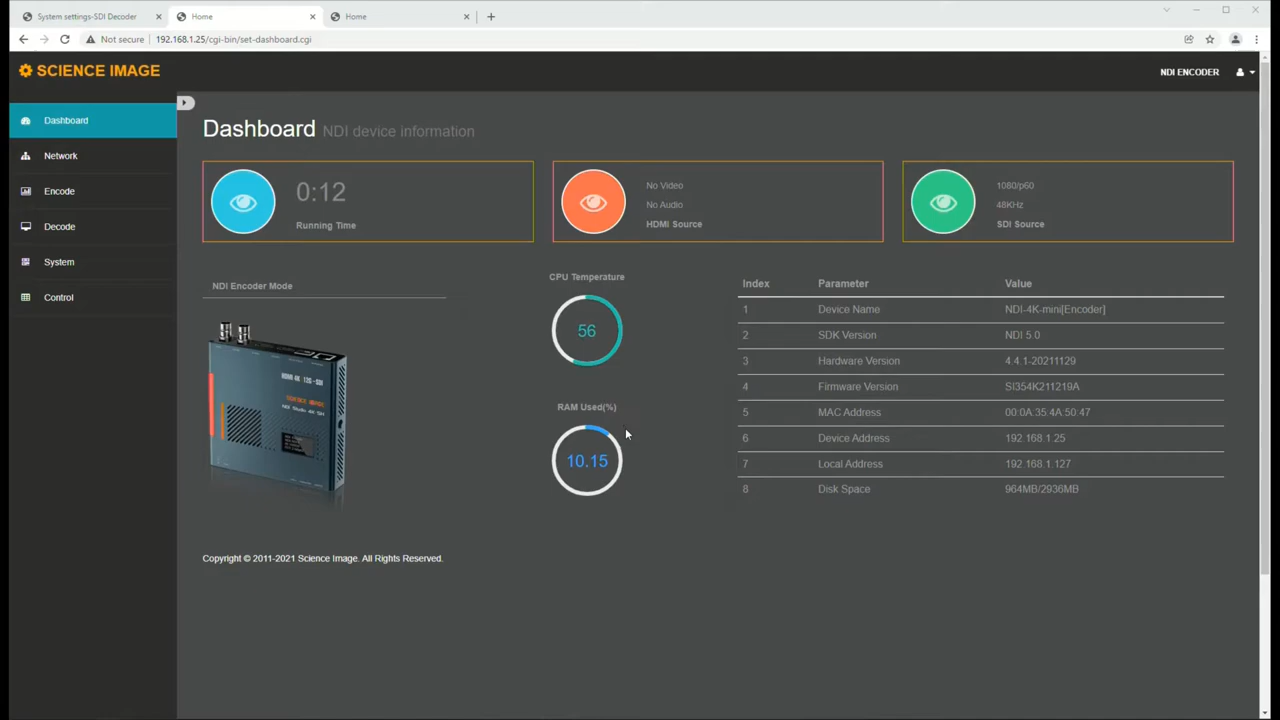 System settings-SDI Decoder
Home
Home
Not secure
192.168.1.25/cgi-bin/set-dashboard.cgi
SCIENCE IMAGE
NDI ENCODER
Dashboard
Network
Encode
Decode
System
Control
Dashboard NDI device information
0:12
Running Time
No Video
No Audio
HDMI Source
1080/p60
48KHz
SDI Source
NDI Encoder Mode
SCIENCE IMAGE
CPU Temperature
56
RAM Used(%)
10.15
Index Parameter Value
1 Device Name NDI-4K-mini[Encoder]
2 SDK Version NDI 5.0
3 Hardware Version 4.4.1-20211129
4 Firmware Version SI354K211219A
5 MAC Address 00:0A:35:4A:50:47
6 Device Address 192.168.1.25
7 Local Address 192.168.1.127
8 Disk Space 964MB/2936MB
Copyright © 2011-2021 Science Image. All Rights Reserved.